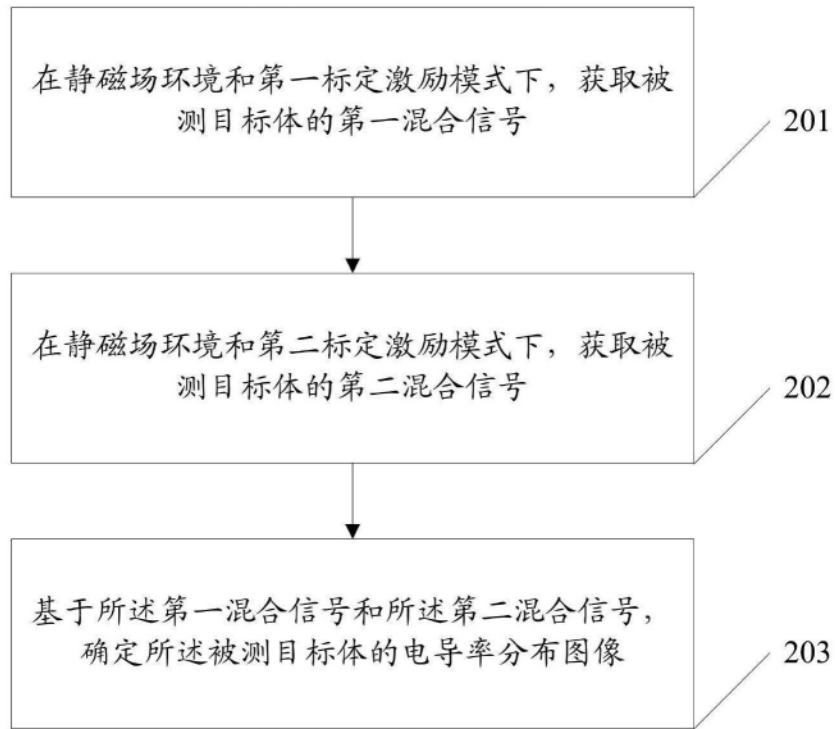 在静磁场环境和第一标定激励模式下，获取被
测目标体的第一混合信号
201
在静磁场环境和第二标定激励模式下，获取被
测目标体的第二混合信号
202
基于所述第一混合信号和所述第二混合信号，
确定所述被测目标体的电导率分布图像
203